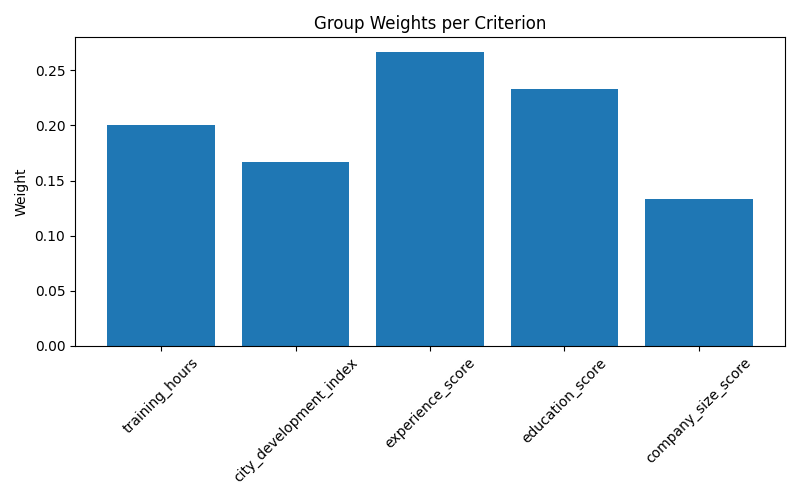 Group Weights per Criterion
Weight
0.25
0.20
0.15
0.10
0.05
0.00
training_hours
city_development_index
experience_score
education_score
company_size_score